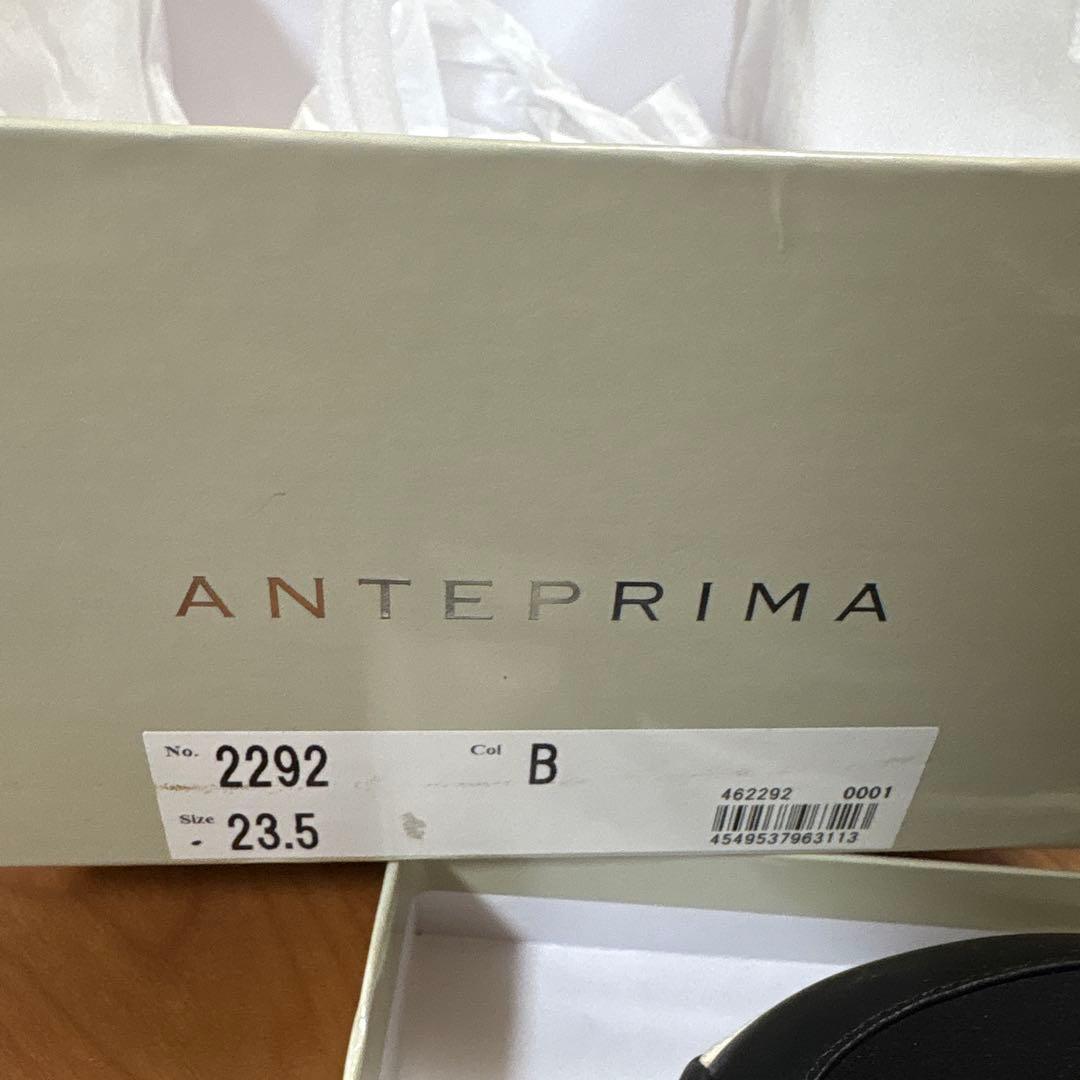 ANTEPRIMA
No. 2292 Col B
Size 23.5
462292 0001
4549537963113